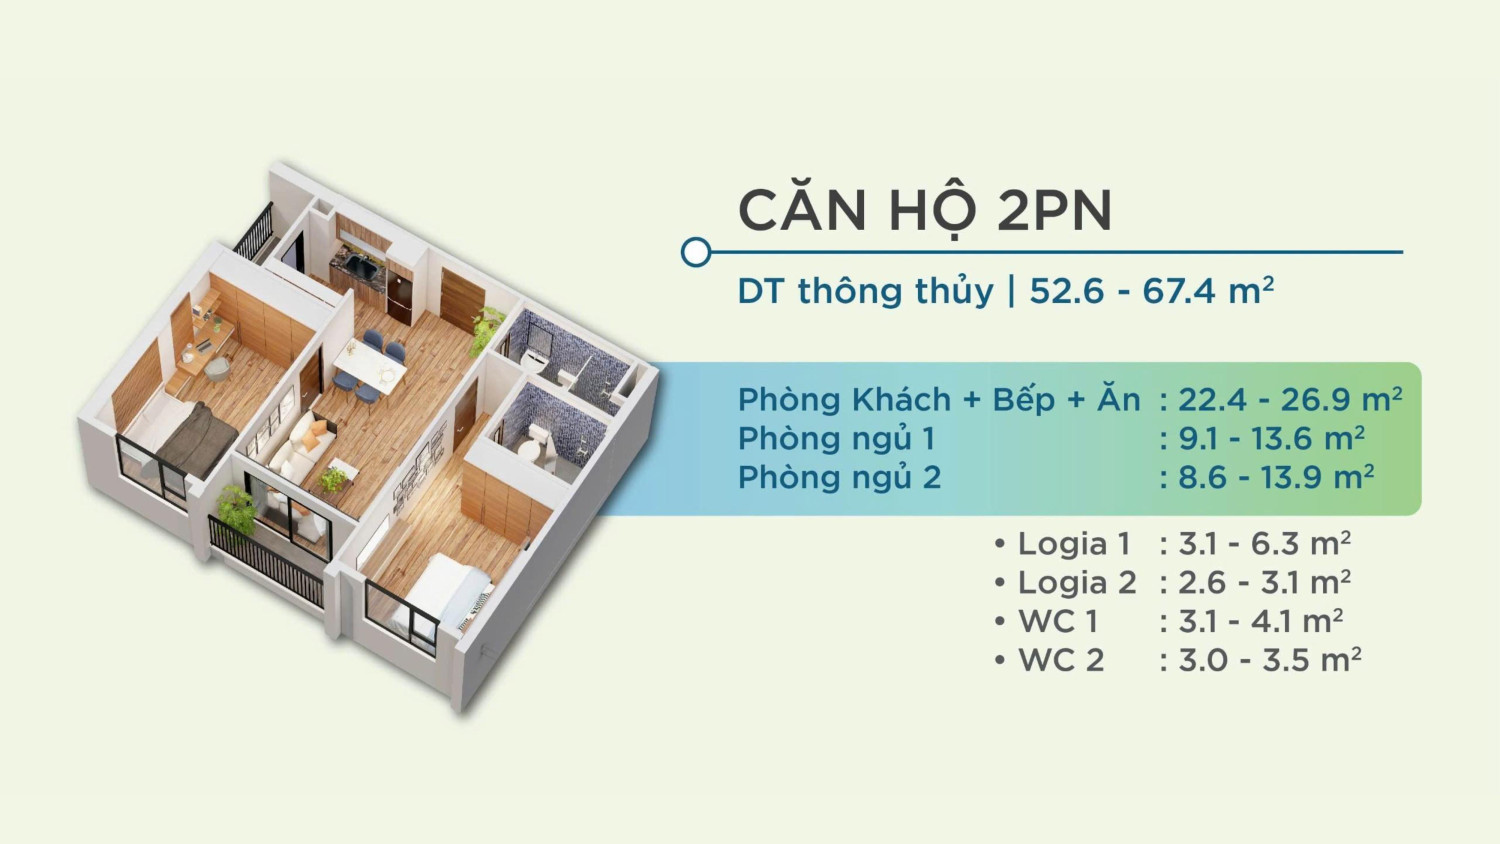 CĂN HỘ 2PN
DT thông thủy | 52.6 - 67.4 m²
Phòng Khách + Bếp + Ăn : 22.4 - 26.9 m²
Phòng ngủ 1 : 9.1 - 13.6 m²
Phòng ngủ 2 : 8.6 - 13.9 m²
• Logia 1 : 3.1 - 6.3 m²
• Logia 2 : 2.6 - 3.1 m²
• WC 1 : 3.1 - 4.1 m²
• WC 2 : 3.0 - 3.5 m²